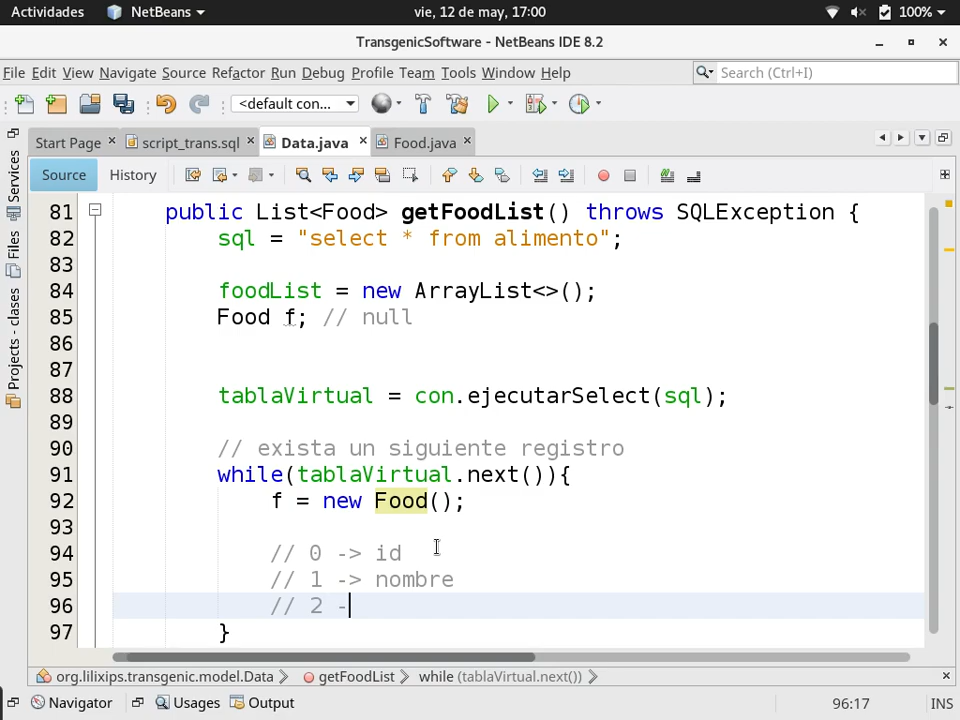 Actividades NetBeans vie, 12 de may, 17:00 100%
TransgenicSoftware - NetBeans IDE 8.2
File Edit View Navigate Source Refactor Run Debug Profile Team Tools Window Help Search (Ctrl+I)
<default con...
Start Page script_trans.sql Data.java Food.java
Source History
Services
Files
Projects - clases
81 public List<Food> getFoodList() throws SQLException {
82 sql = "select * from alimento";
83
84 foodList = new ArrayList<>();
85 Food f; // null
86
87
88 tablaVirtual = con.ejecutarSelect(sql);
89
90 // exista un siguiente registro
91 while(tablaVirtual.next()){
92 f = new Food();
93
94 // 0 -> id
95 // 1 -> nombre
96 // 2 -
97 }
org.lilixips.transgenic.model.Data getFoodList while (tablaVirtual.next())
Navigator Usages Output 96:17 INS